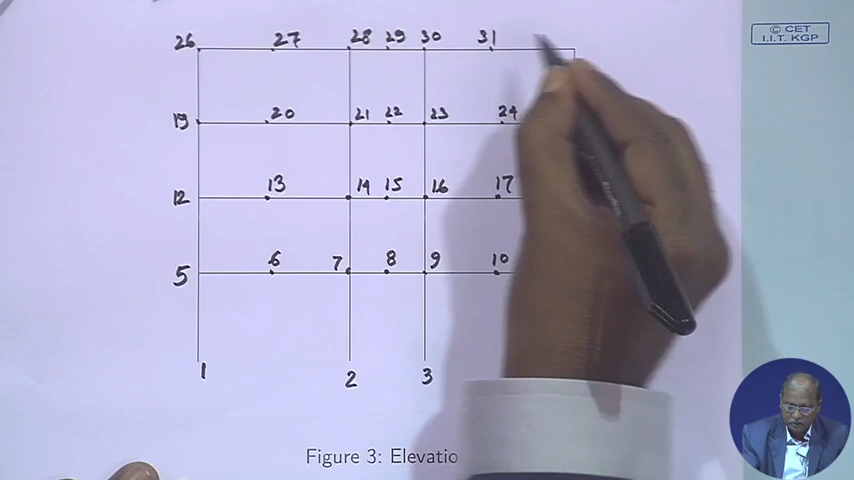 © CET
I.I.T. KGP
26 27 28 29 30 31
19 20 21 22 23 24
12 13 14 15 16 17
5 6 7 8 9 10
1 2 3
Figure 3: